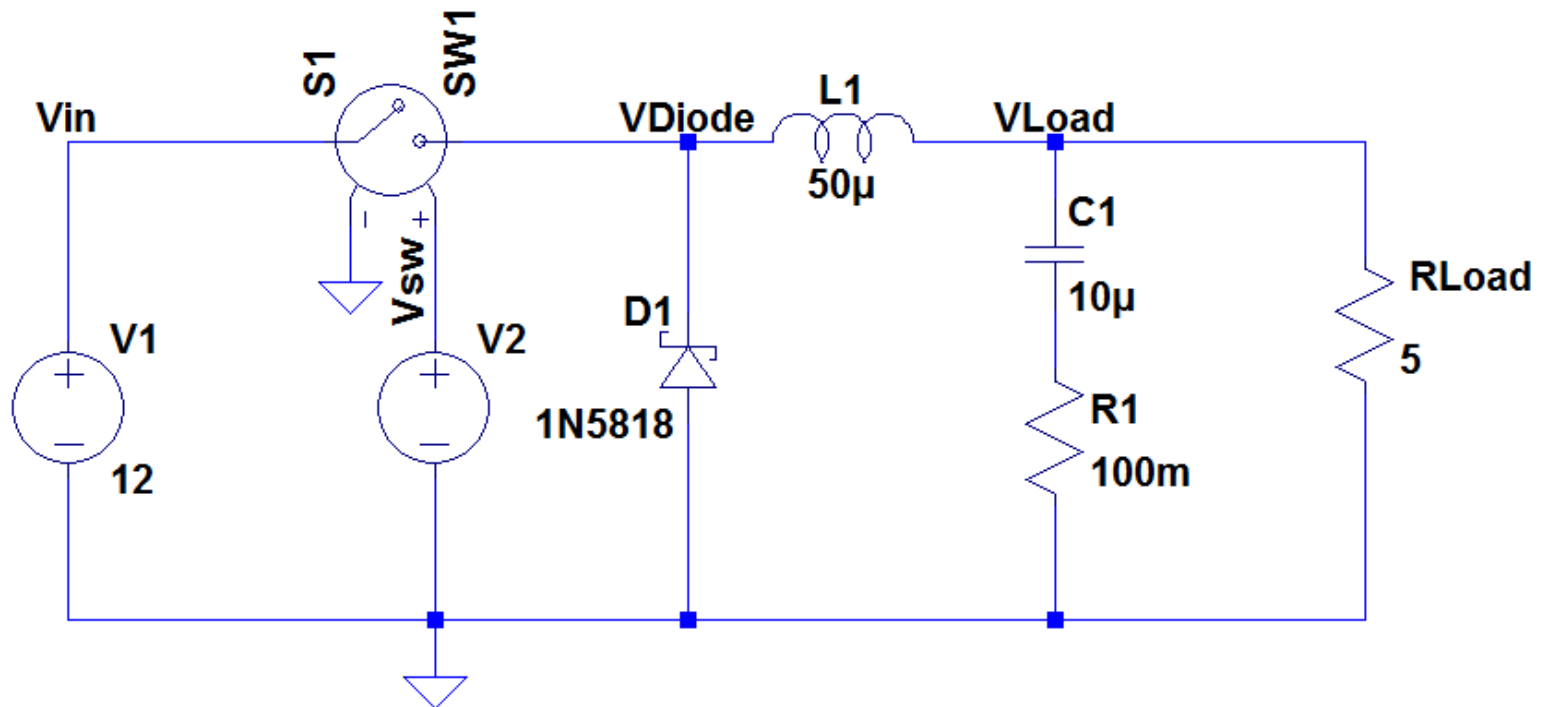 S1
SW1
Vin
VDiode
L1
VLoad
50µ
C1
Vsw
10µ
RLoad
D1
V1
V2
5
R1
1N5818
12
100m